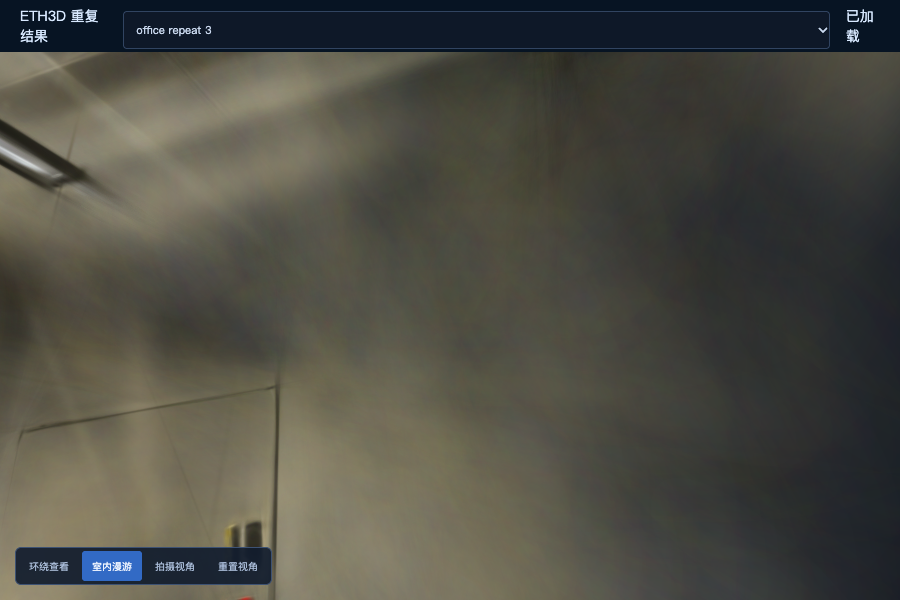 ETH3D 重复
结果
office repeat 3
已加
载
环绕查看
室内漫游
拍摄视角
重置视角